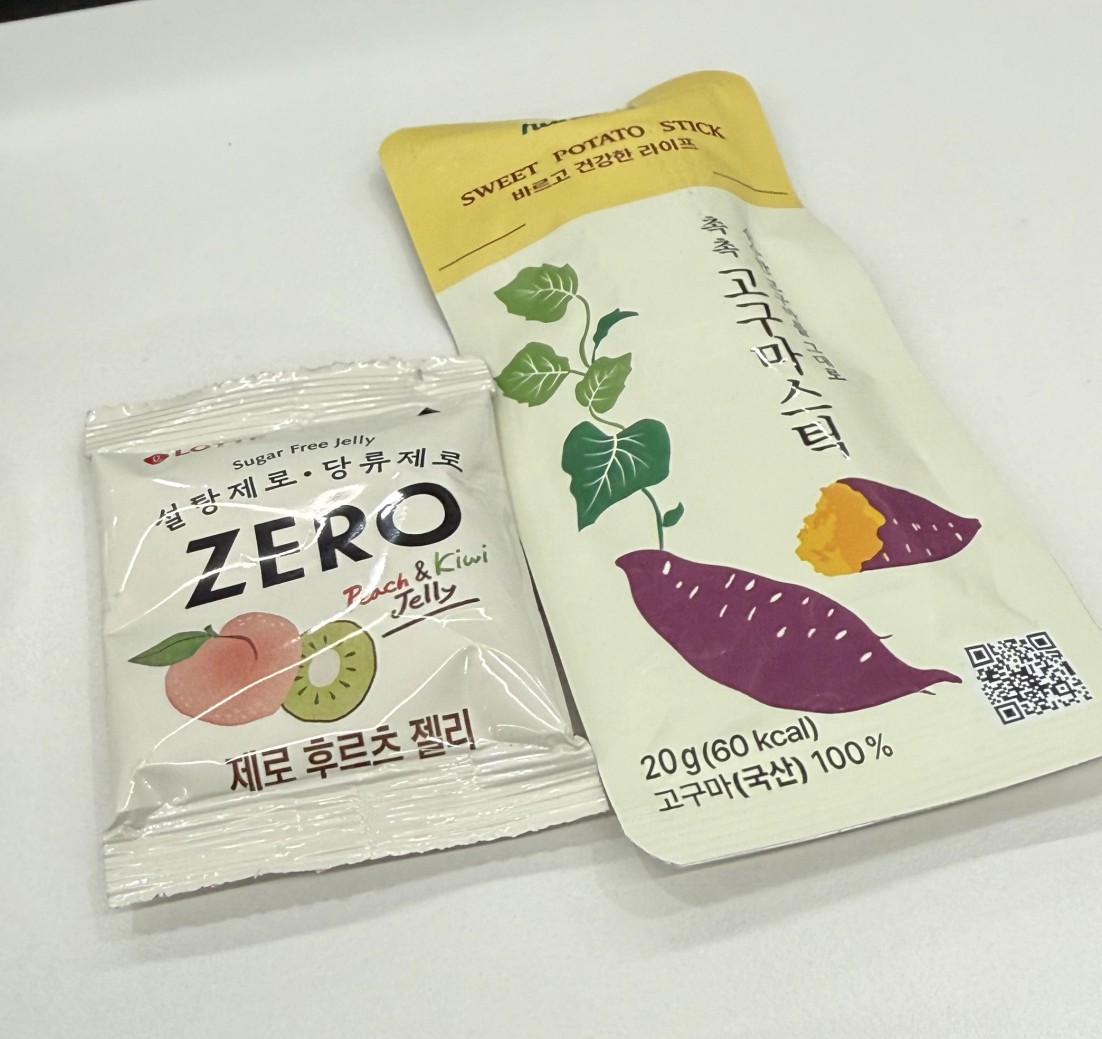 SWEET POTATO STICK
바르고 건강한 라이프
촉촉 고구마스틱
20g(60 kcal)
고구마(국산) 100%
LOTTE
Sugar Free Jelly
설탕제로·당류제로
ZERO
Peach & Kiwi
Jelly
제로 후르츠 젤리